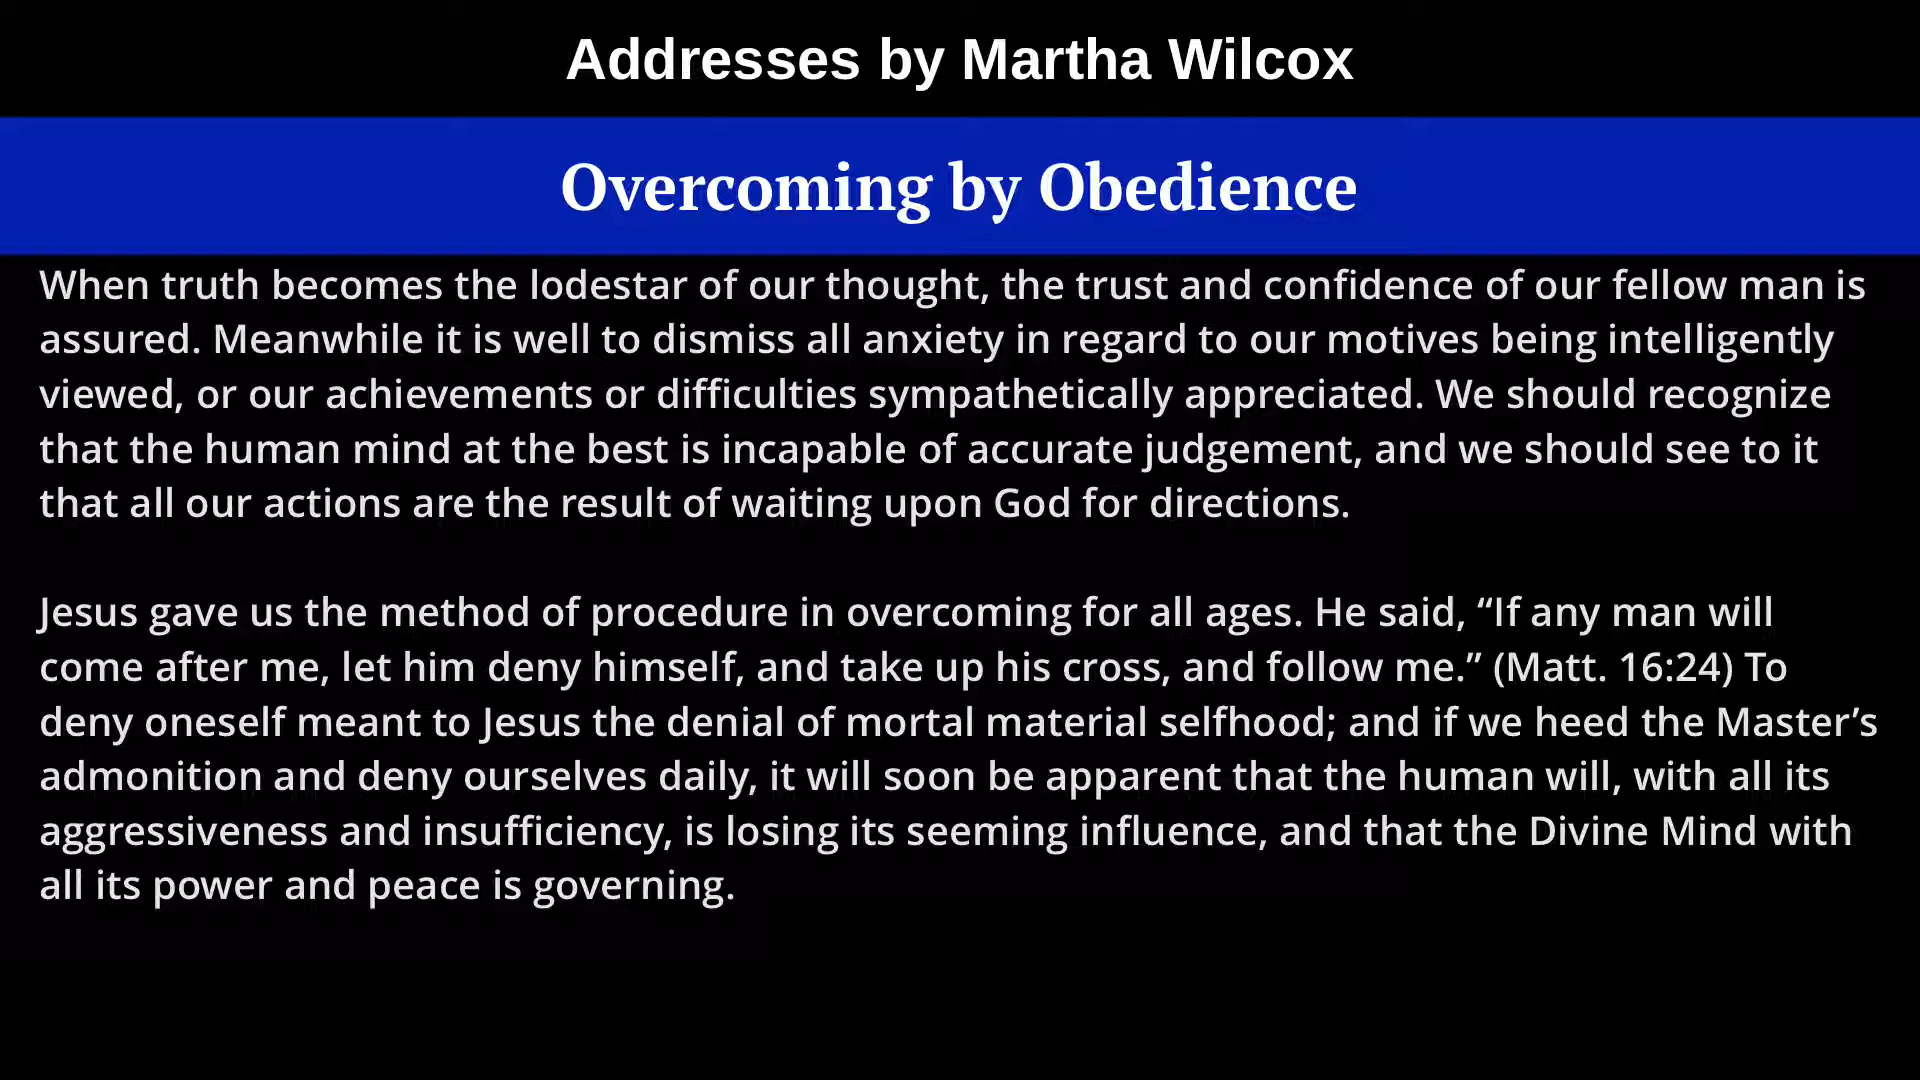 Addresses by Martha Wilcox
Overcoming by Obedience
When truth becomes the lodestar of our thought, the trust and confidence of our fellow man is
assured. Meanwhile it is well to dismiss all anxiety in regard to our motives being intelligently
viewed, or our achievements or difficulties sympathetically appreciated. We should recognize
that the human mind at the best is incapable of accurate judgement, and we should see to it
that all our actions are the result of waiting upon God for directions.
Jesus gave us the method of procedure in overcoming for all ages. He said, “If any man will
come after me, let him deny himself, and take up his cross, and follow me.” (Matt. 16:24) To
deny oneself meant to Jesus the denial of mortal material selfhood; and if we heed the Master’s
admonition and deny ourselves daily, it will soon be apparent that the human will, with all its
aggressiveness and insufficiency, is losing its seeming influence, and that the Divine Mind with
all its power and peace is governing.